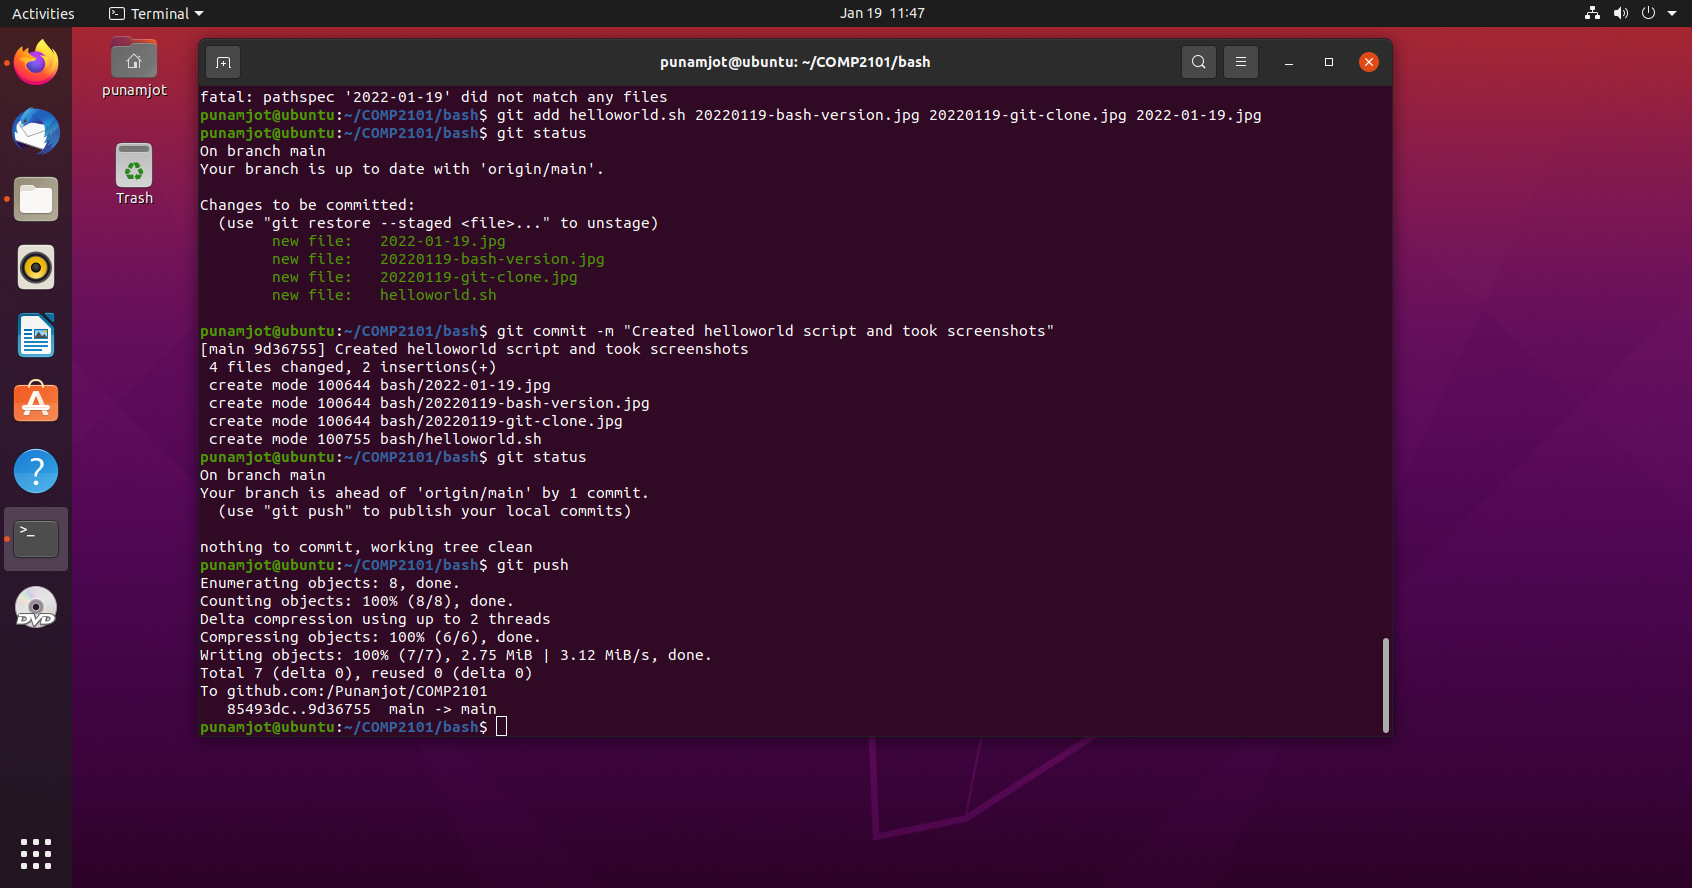 Activities
Terminal
Jan 19 11:47
punamjot
Trash
punamjot@ubuntu: ~/COMP2101/bash
fatal: pathspec '2022-01-19' did not match any files
punamjot@ubuntu:~/COMP2101/bash$ git add helloworld.sh 20220119-bash-version.jpg 20220119-git-clone.jpg 2022-01-19.jpg
punamjot@ubuntu:~/COMP2101/bash$ git status
On branch main
Your branch is up to date with 'origin/main'.
Changes to be committed:
  (use "git restore --staged <file>..." to unstage)
        new file:   2022-01-19.jpg
        new file:   20220119-bash-version.jpg
        new file:   20220119-git-clone.jpg
        new file:   helloworld.sh
punamjot@ubuntu:~/COMP2101/bash$ git commit -m "Created helloworld script and took screenshots"
[main 9d36755] Created helloworld script and took screenshots
 4 files changed, 2 insertions(+)
 create mode 100644 bash/2022-01-19.jpg
 create mode 100644 bash/20220119-bash-version.jpg
 create mode 100644 bash/20220119-git-clone.jpg
 create mode 100755 bash/helloworld.sh
punamjot@ubuntu:~/COMP2101/bash$ git status
On branch main
Your branch is ahead of 'origin/main' by 1 commit.
  (use "git push" to publish your local commits)
nothing to commit, working tree clean
punamjot@ubuntu:~/COMP2101/bash$ git push
Enumerating objects: 8, done.
Counting objects: 100% (8/8), done.
Delta compression using up to 2 threads
Compressing objects: 100% (6/6), done.
Writing objects: 100% (7/7), 2.75 MiB | 3.12 MiB/s, done.
Total 7 (delta 0), reused 0 (delta 0)
To github.com:/Punamjot/COMP2101
   85493dc..9d36755  main -> main
punamjot@ubuntu:~/COMP2101/bash$
>_
DVD